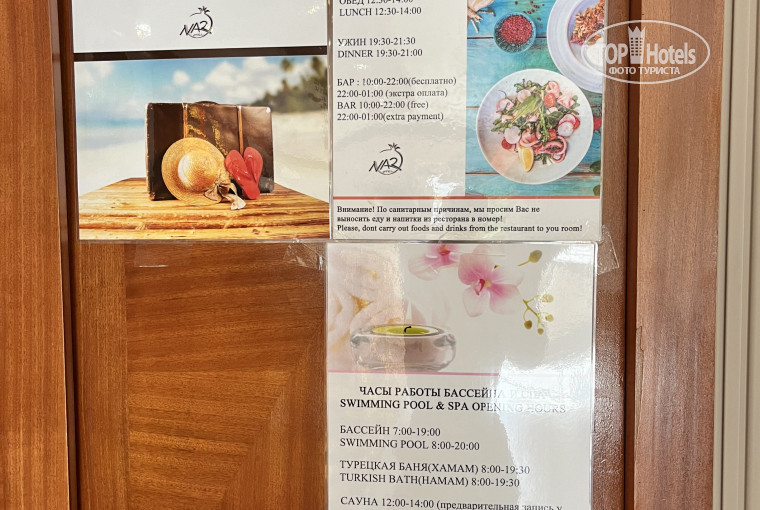 NAR
ОБЕД 12:30-14:00
LUNCH 12:30-14:00
УЖИН 19:30-21:30
DINNER 19:30-21:00
БАР : 10:00-22:00(бесплатно)
22:00-01:00 (экстра оплата)
BAR 10:00-22:00 (free)
22:00-01:00(extra payment)
NAR
Внимание! По санитарным причинам, мы просим Вас не
выносить еду и напитки из ресторана в номер!
Please, dont carry out foods and drinks from the restaurant to you room!
ЧАСЫ РАБОТЫ БАССЕЙНА И
SWIMMING POOL & SPA OPENING HOURS
БАССЕЙН 7:00-19:00
SWIMMING POOL 8:00-20:00
ТУРЕЦКАЯ БАНЯ(ХАМАМ) 8:00-19:30
TURKISH BATH(HAMAM) 8:00-19:30
САУНА 12:00-14:00 (предварительная запись у
TOP Hotels
ФОТО ТУРИСТА